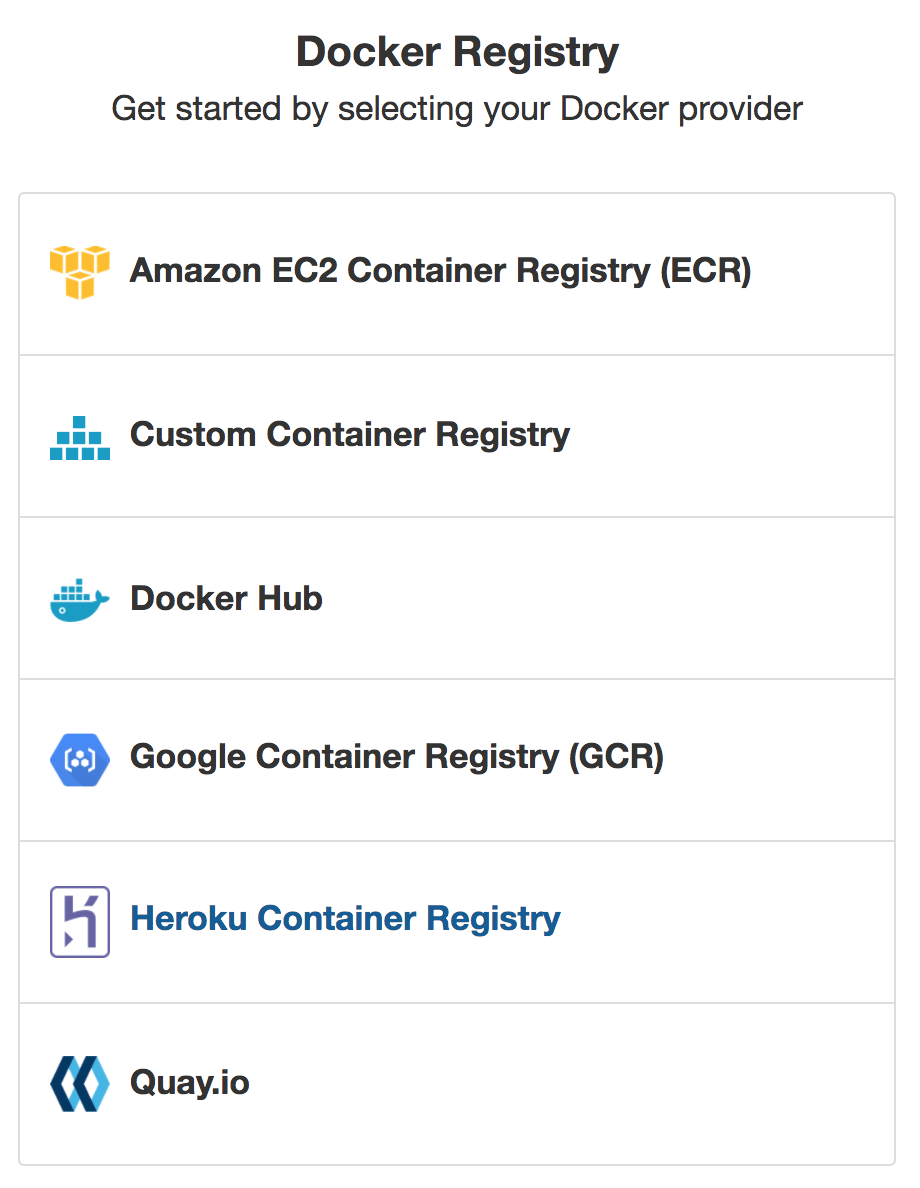 Docker Registry
Get started by selecting your Docker provider
Amazon EC2 Container Registry (ECR)
Custom Container Registry
Docker Hub
Google Container Registry (GCR)
Heroku Container Registry
Quay.io